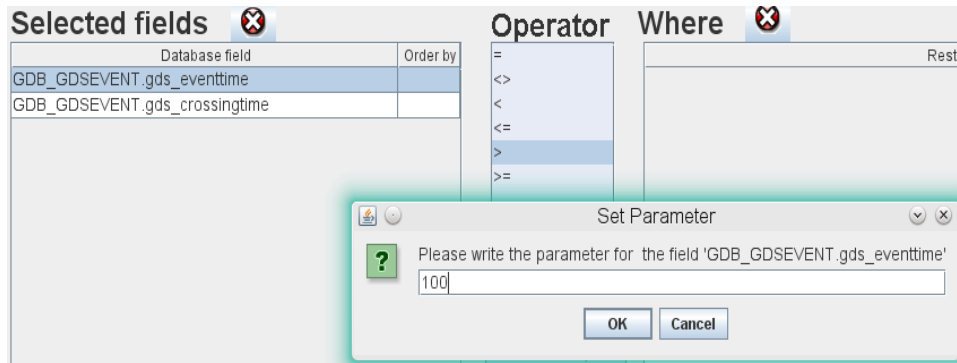 Selected fields
Operator
Where
Database field Order by
GDB_GDSEVENT.gds_eventtime
GDB_GDSEVENT.gds_crossingtime
=
<>
<
<=
>
>=
Rest
Set Parameter
Please write the parameter for the field 'GDB_GDSEVENT.gds_eventtime'
100
OK Cancel